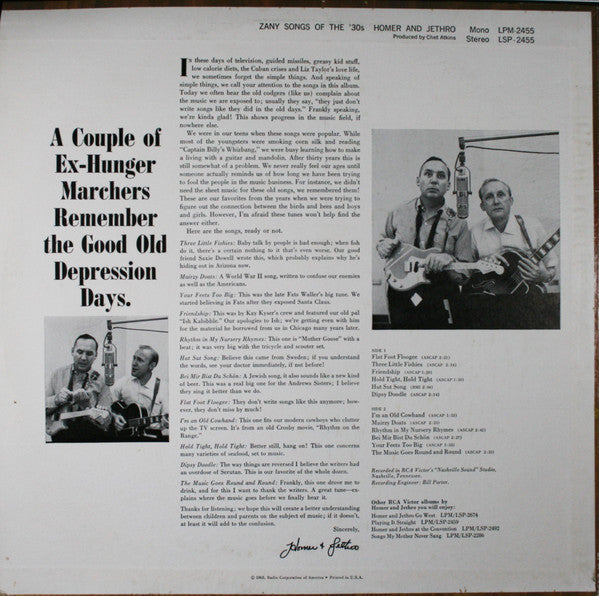 ZANY SONGS OF THE '30s HOMER AND JETHRO Mono LPM-2455
Produced by Chet Atkins Stereo LSP-2455
A Couple of
Ex-Hunger
Marchers
Remember
the Good Old
Depression
Days.
In these days of television, guided missiles, greasy kid stuff,
low calorie diets, the Cuban crises and Liz Taylor's love life,
we sometimes forget the simple things. And speaking of
simple things, we call your attention to the songs in this album.
Today we often hear the old codgers (like us) complain about
the music we are exposed to; usually they say, "they just don't
write songs like they did in the old days." Frankly speaking,
we're kinda glad! This shows progress in the music field, if
nowhere else.
We were in our teens when these songs were popular. While
most of the youngsters were smoking corn silk and reading
"Captain Billy's Whizbang," we were busy learning how to make
a living with a guitar and mandolin. After thirty years this is
still somewhat of a problem. We never really feel our ages until
someone actually reminds us of how long we have been trying
to fool the people in the music business. For instance, we didn't
need the sheet music for these old songs, we remembered them!
These are our favorites from the years when we were trying to
figure out the connection between the birds and bees and boys
and girls. However, I'm afraid these tunes won't help find the
answer either.
Here are the songs, ready or not.
Three Little Fishies: Baby talk by people is bad enough; when fish
do it, there's a certain nothing to it that's even worse. Our good
friend Saxie Dowell wrote this, which probably explains why he's
hiding out in Arizona now.
Mairzy Doats: A World War II song, written to confuse our enemies
as well as the Americans.
Your Feets Too Big: This was the late Fats Waller's big tune. We
started believing in Fats after they exposed Santa Claus.
Friendship: This was by Kay Kyser's crew and featured our old pal
"Ish Kabibble." Our apologies to Ish; we're getting even with him
for the material he borrowed from us in Chicago many years later.
Rhythm in My Nursery Rhymes: This one is "Mother Goose" with a
beat; it was very big with the tricycle and scooter set.
Hut Sut Song: Believe this came from Sweden; if you understand
the words, see your doctor immediately, if not before!
Bei Mir Bist Du Schön: A Jewish song, it also sounds like a new kind
of beer. This was a real big one for the Andrews Sisters; I believe
they sing it better than we do.
Flat Foot Floogee: They don't write songs like this anymore; how-
ever, they don't miss by much!
I'm an Old Cowhand: This one fits our modern cowboys who clutter
up the TV screen. It's from an old Crosby movie, "Rhythm on the
Range."
Hold Tight, Hold Tight: Better still, hang on! This one concerns
many varieties of seafood, set to music.
Dipsy Doodle: The way things are reversed I believe the writers had
an overdose of Serutan. This is our favorite of the whole dozen.
The Music Goes Round and Round: Frankly, this one drove me to
drink, and for this I want to thank the writers. A great tune—ex-
plains where the music goes before we finally hear it.
Thanks for listening; we hope this will create a better understanding
between children and parents on the subject of music; if it doesn't,
at least it will add to the confusion.
Sincerely,
Homer & Jethro
SIDE 1
Flat Foot Floogee (ASCAP
Three Little Fishies (ASCAP
Friendship (ASCAP
Hold Tight, Hold Tight (ASCAP
Hut Sut Song (BMI
Dipsy Doodle (ASCAP
SIDE 2
I'm an Old Cowhand (ASCAP
Mairzy Doats (ASCAP
Rhythm in My Nursery Rhymes (ASCAP
Bei Mir Bist Du Schön (ASCAP
Your Feets Too Big (ASCAP
The Music Goes Round and Round (ASCAP
Recorded in RCA Victor's "Nashville Sound" Studio,
Nashville, Tennessee.
Recording Engineer: Bill Porter.
Other RCA Victor albums by
Homer and Jethro you will enjoy:
Homer and Jethro Go West LPM/LSP-2674
Playing It Straight LPM/LSP-2459
Homer and Jethro at the Convention LPM/LSP-2492
Songs My Mother Never Sang LPM/LSP-2286
Radio Corporation of America • Printed in U.S.A.